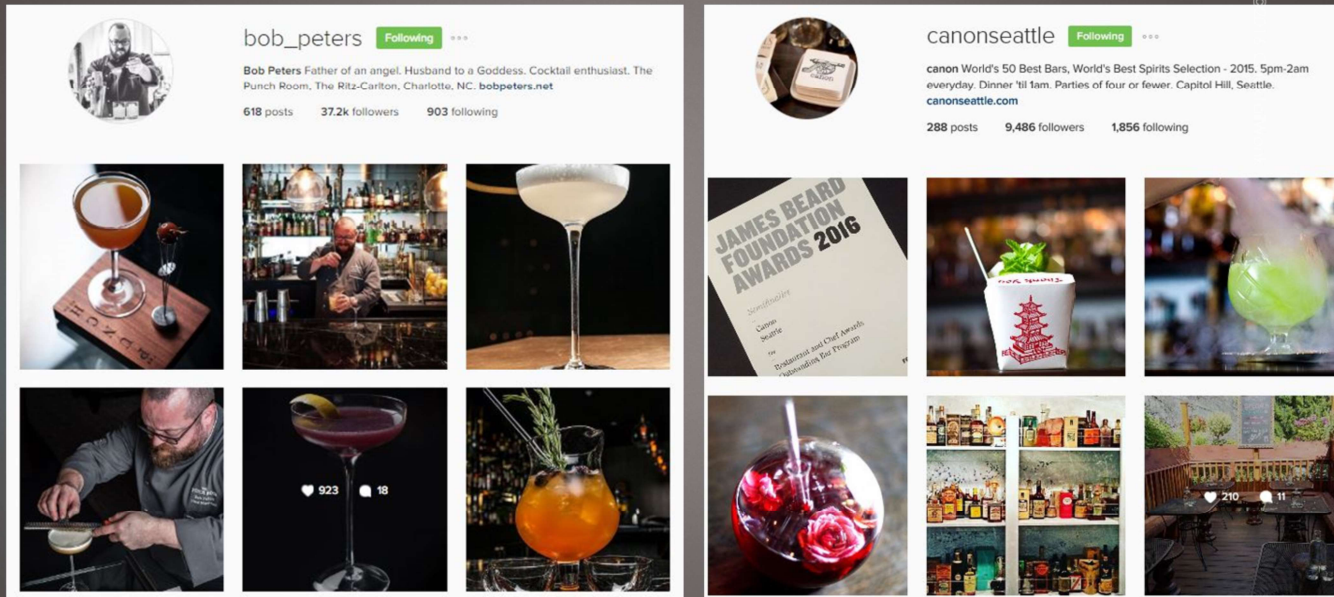 bob_peters Following
Bob Peters Father of an angel. Husband to a Goddess. Cocktail enthusiast. The
Punch Room, The Ritz-Carlton, Charlotte, NC. bobpeters.net
618 posts 37.2k followers 903 following
923 18
canonseattle Following
canon World's 50 Best Bars, World's Best Spirits Selection - 2015. 5pm-2am
everyday. Dinner 'til 1am. Parties of four or fewer. Capitol Hill, Seattle.
canonseattle.com
288 posts 9,486 followers 1,856 following
JAMES BEARD
FOUNDATION
AWARDS 2016
Semifinalist
Canon
Seattle
for
Restaurant and Chef Awards
Outstanding Bar Program
210 11